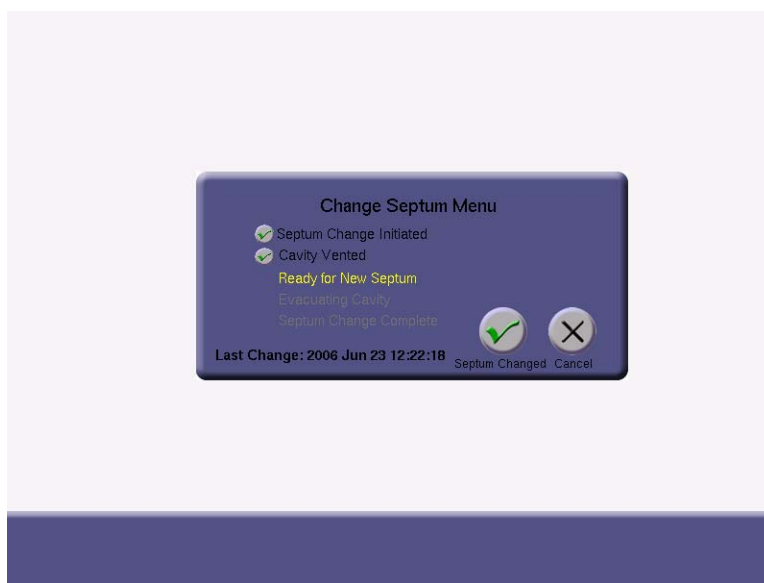 Change Septum Menu
Septum Change Initiated
Cavity Vented
Ready for New Septum
Evacuating Cavity
Septum Change Complete
Last Change: 2006 Jun 23 12:22:18
Septum Changed
Cancel